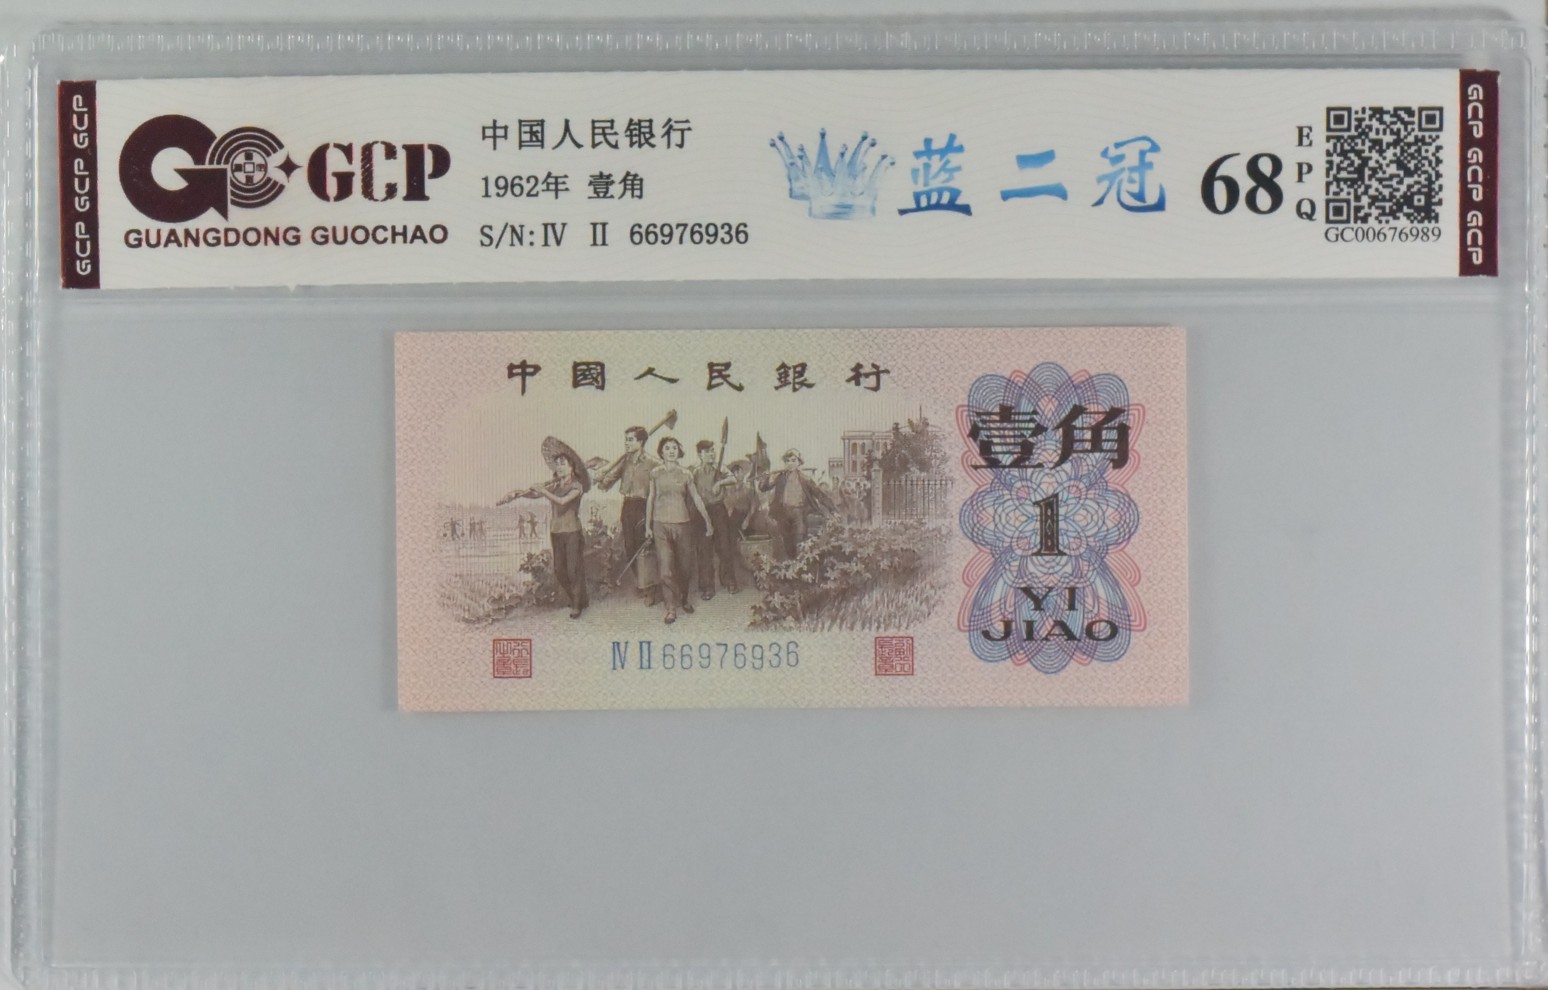 GCP GCP GCP
GCP
GUANGDONG GUOCHAO
中国人民银行
1962年 壹角
S/N: IV II 66976936
蓝二冠
68
EPQ
GC00676989
GCP GCP GCP
中國人民銀行
壹角
1
YI
JIAO
IV II 66976936